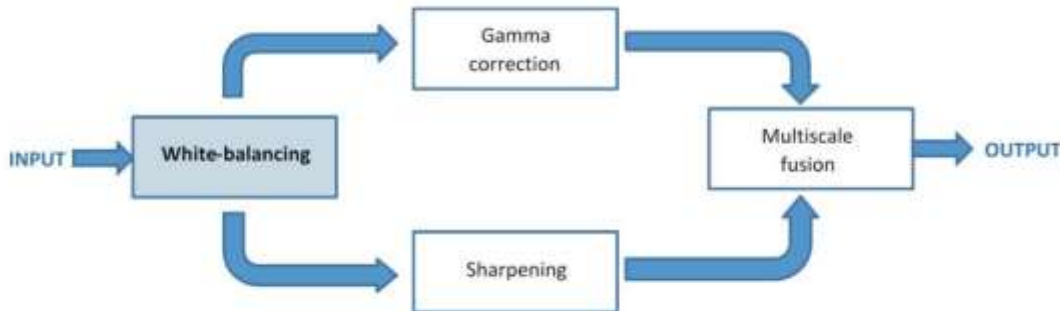 Gamma
correction
INPUT
White-balancing
Multiscale
fusion
OUTPUT
Sharpening